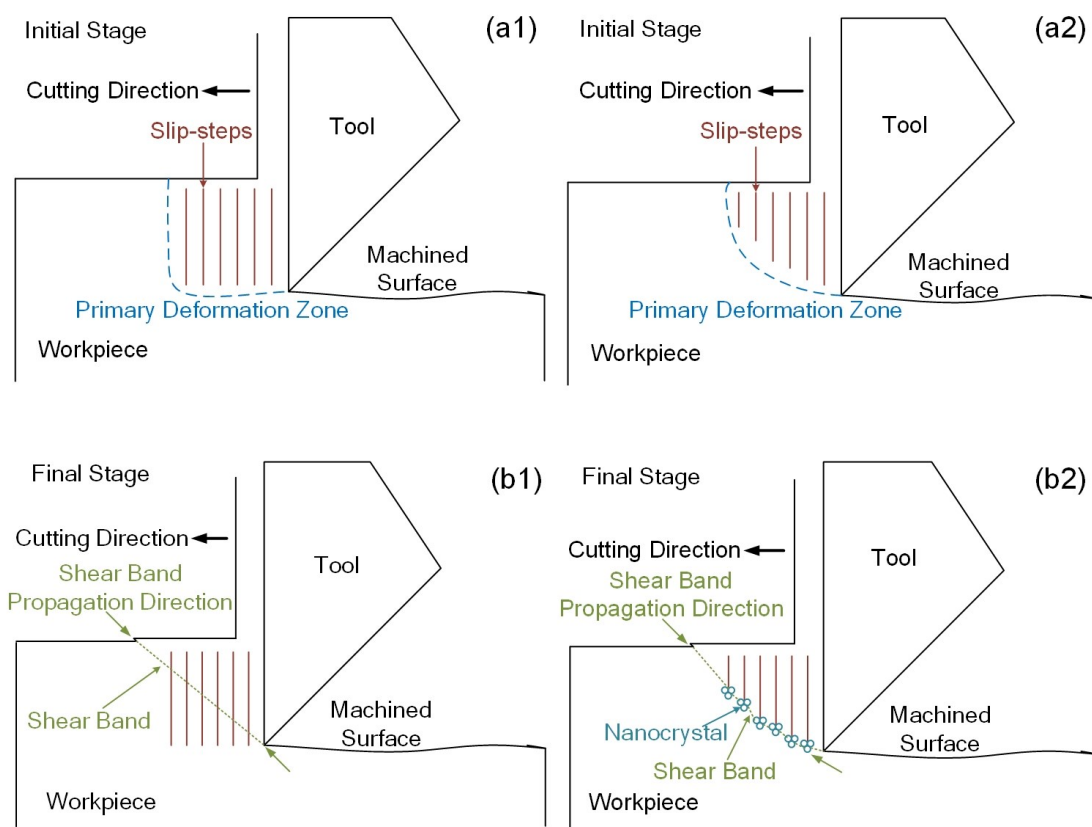 Initial Stage
(a1)
Cutting Direction
Slip-steps
Tool
Machined
Surface
Primary Deformation Zone
Workpiece
Initial Stage
(a2)
Cutting Direction
Slip-steps
Tool
Machined
Surface
Primary Deformation Zone
Workpiece
Final Stage
(b1)
Cutting Direction
Shear Band
Propagation Direction
Tool
Shear Band
Machined
Surface
Workpiece
Final Stage
(b2)
Cutting Direction
Shear Band
Propagation Direction
Tool
Nanocrystal
Shear Band
Machined
Surface
Workpiece